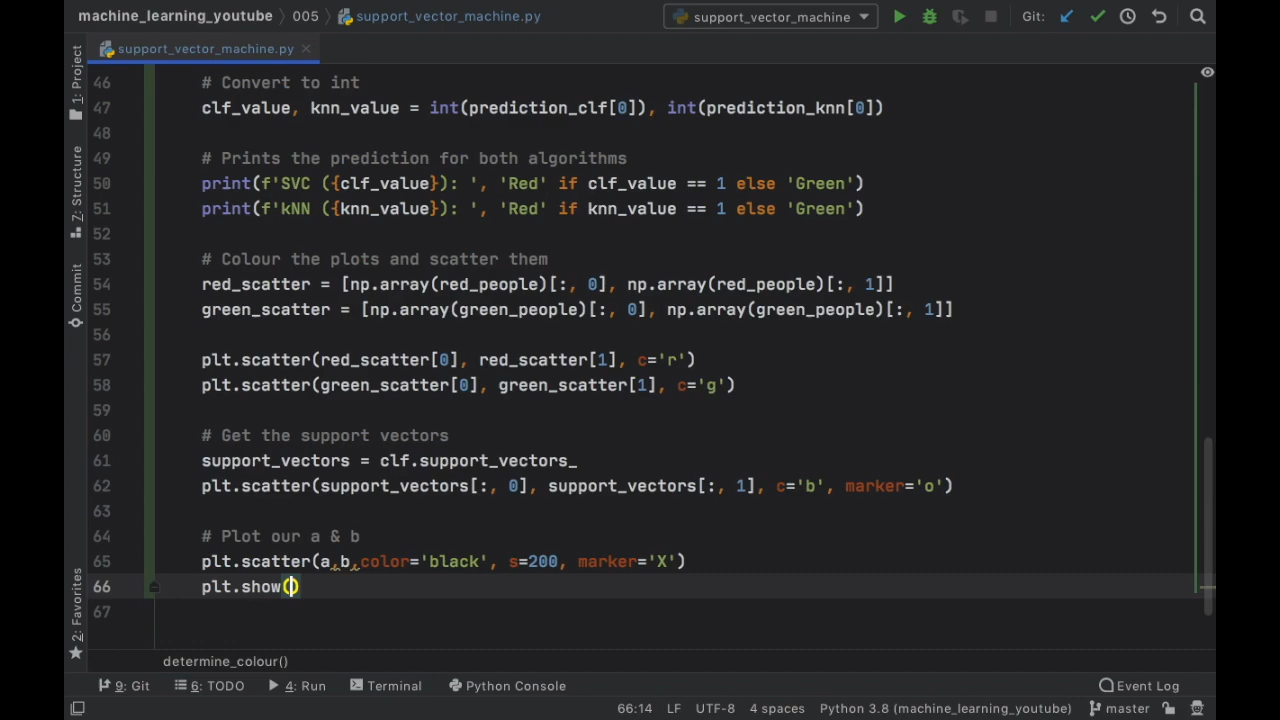 machine_learning_youtube 005 support_vector_machine.py support_vector_machine Git:
support_vector_machine.py
1: Project
7: Structure
Commit
2: Favorites
46 # Convert to int
47 clf_value, knn_value = int(prediction_clf[0]), int(prediction_knn[0])
48
49 # Prints the prediction for both algorithms
50 print(f'SVC ({clf_value}): ', 'Red' if clf_value == 1 else 'Green')
51 print(f'kNN ({knn_value}): ', 'Red' if knn_value == 1 else 'Green')
52
53 # Colour the plots and scatter them
54 red_scatter = [np.array(red_people)[:, 0], np.array(red_people)[:, 1]]
55 green_scatter = [np.array(green_people)[:, 0], np.array(green_people)[:, 1]]
56
57 plt.scatter(red_scatter[0], red_scatter[1], c='r')
58 plt.scatter(green_scatter[0], green_scatter[1], c='g')
59
60 # Get the support vectors
61 support_vectors = clf.support_vectors_
62 plt.scatter(support_vectors[:, 0], support_vectors[:, 1], c='b', marker='o')
63
64 # Plot our a & b
65 plt.scatter(a,b,color='black', s=200, marker='X')
66 plt.show()
67
determine_colour()
9: Git 6: TODO 4: Run Terminal Python Console Event Log
66:14 LF UTF-8 4 spaces Python 3.8 (machine_learning_youtube) master